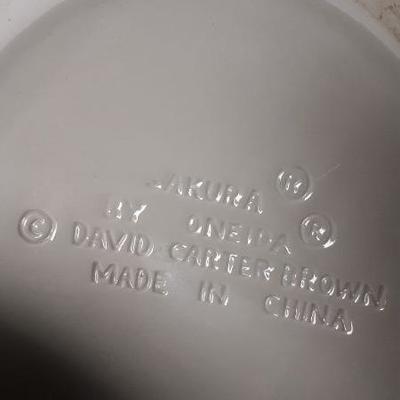 SAKURA ®
BY ONEIDA ®
© DAVID CARTER BROWN
MADE IN CHINA